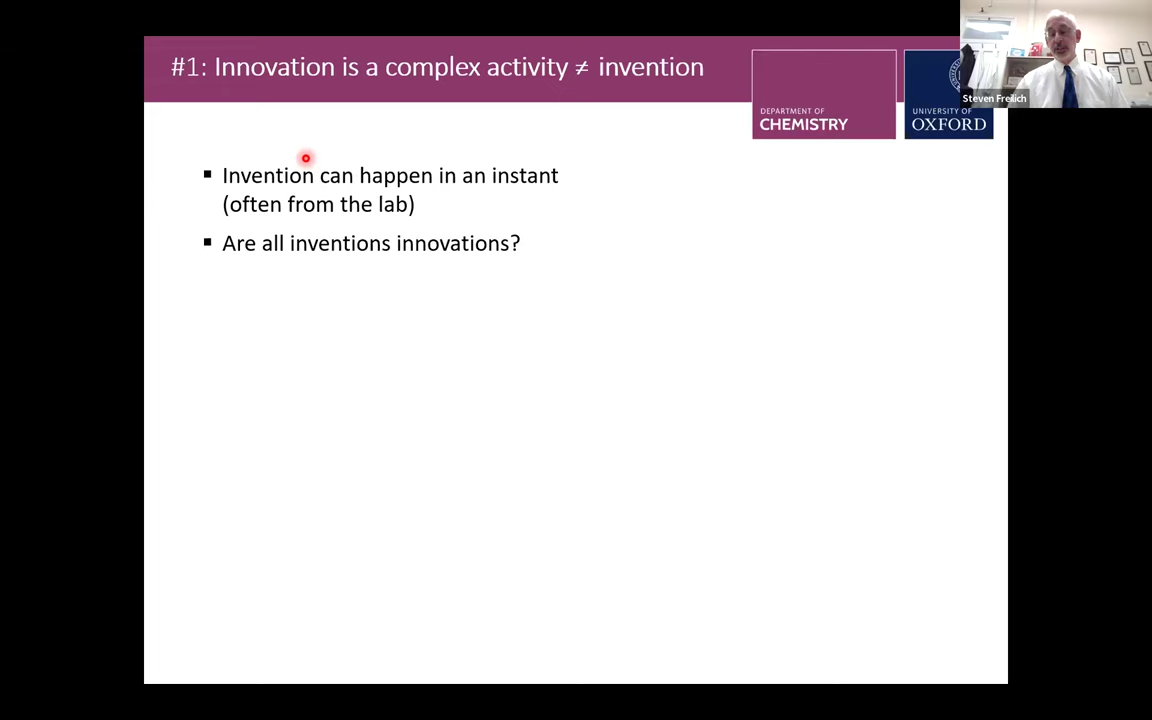 #1: Innovation is a complex activity ≠ invention
DEPARTMENT OF
CHEMISTRY
UNIVERSITY OF
OXFORD
Steven Freilich
▪ Invention can happen in an instant
(often from the lab)
▪ Are all inventions innovations?